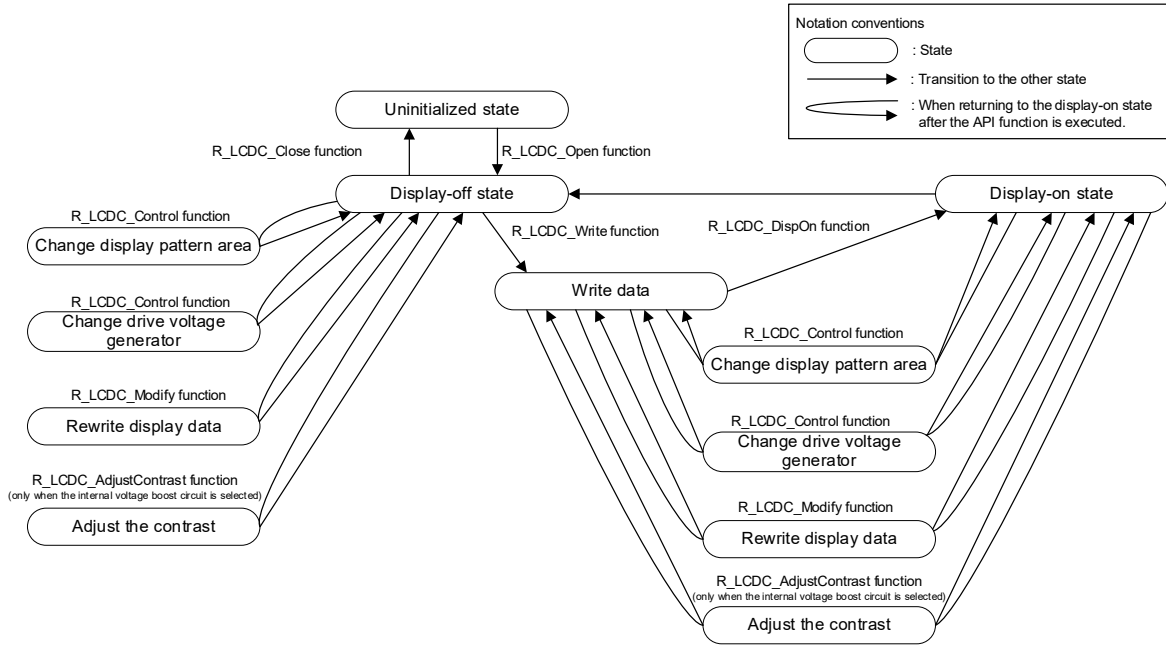 Notation conventions
: State
: Transition to the other state
: When returning to the display-on state
after the API function is executed.
Uninitialized state
R_LCDC_Close function
R_LCDC_Open function
Display-off state
Display-on state
R_LCDC_Control function
Change display pattern area
R_LCDC_Write function
R_LCDC_DispOn function
Write data
R_LCDC_Control function
Change drive voltage
generator
R_LCDC_Control function
Change display pattern area
R_LCDC_Modify function
Rewrite display data
R_LCDC_Control function
Change drive voltage
generator
R_LCDC_AdjustContrast function
(only when the internal voltage boost circuit is selected)
Adjust the contrast
R_LCDC_Modify function
Rewrite display data
R_LCDC_AdjustContrast function
(only when the internal voltage boost circuit is selected)
Adjust the contrast